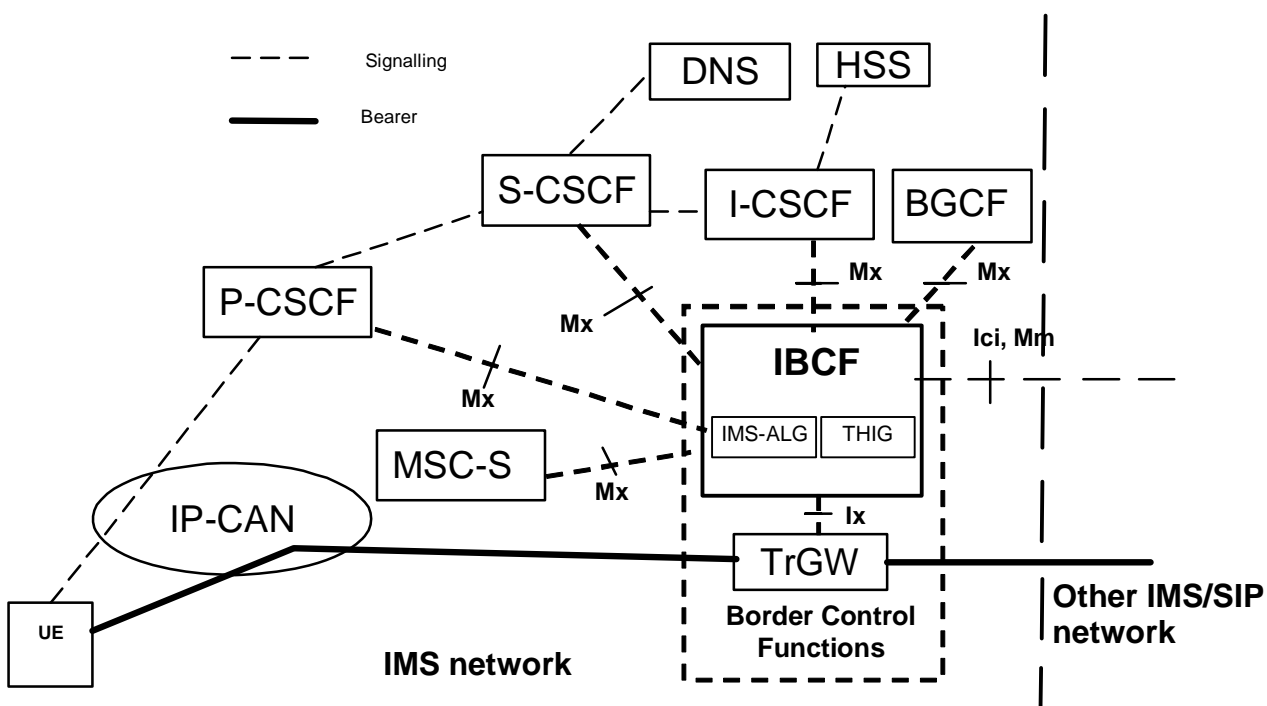 Signalling
DNS
HSS
Bearer
S-CSCF
I-CSCF
BGCF
Mx
Mx
P-CSCF
Mx
Ici, Mm
IBCF
Mx
IMS-ALG
THIG
MSC-S
Mx
IP-CAN
Ix
TrGW
Other IMS/SIP
network
Border Control
Functions
UE
IMS network